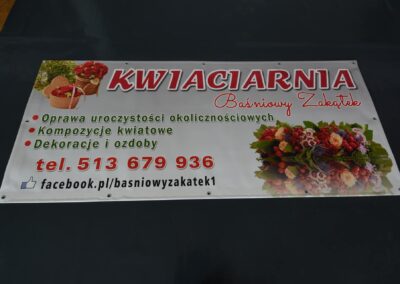 KWIACIARNIA
Baśniowy Zakątek
• Oprawa uroczystości okolicznościowych
• Kompozycje kwiatowe
• Dekoracje i ozdoby
tel. 513 679 936
facebook.pl/basniowyzakatek1